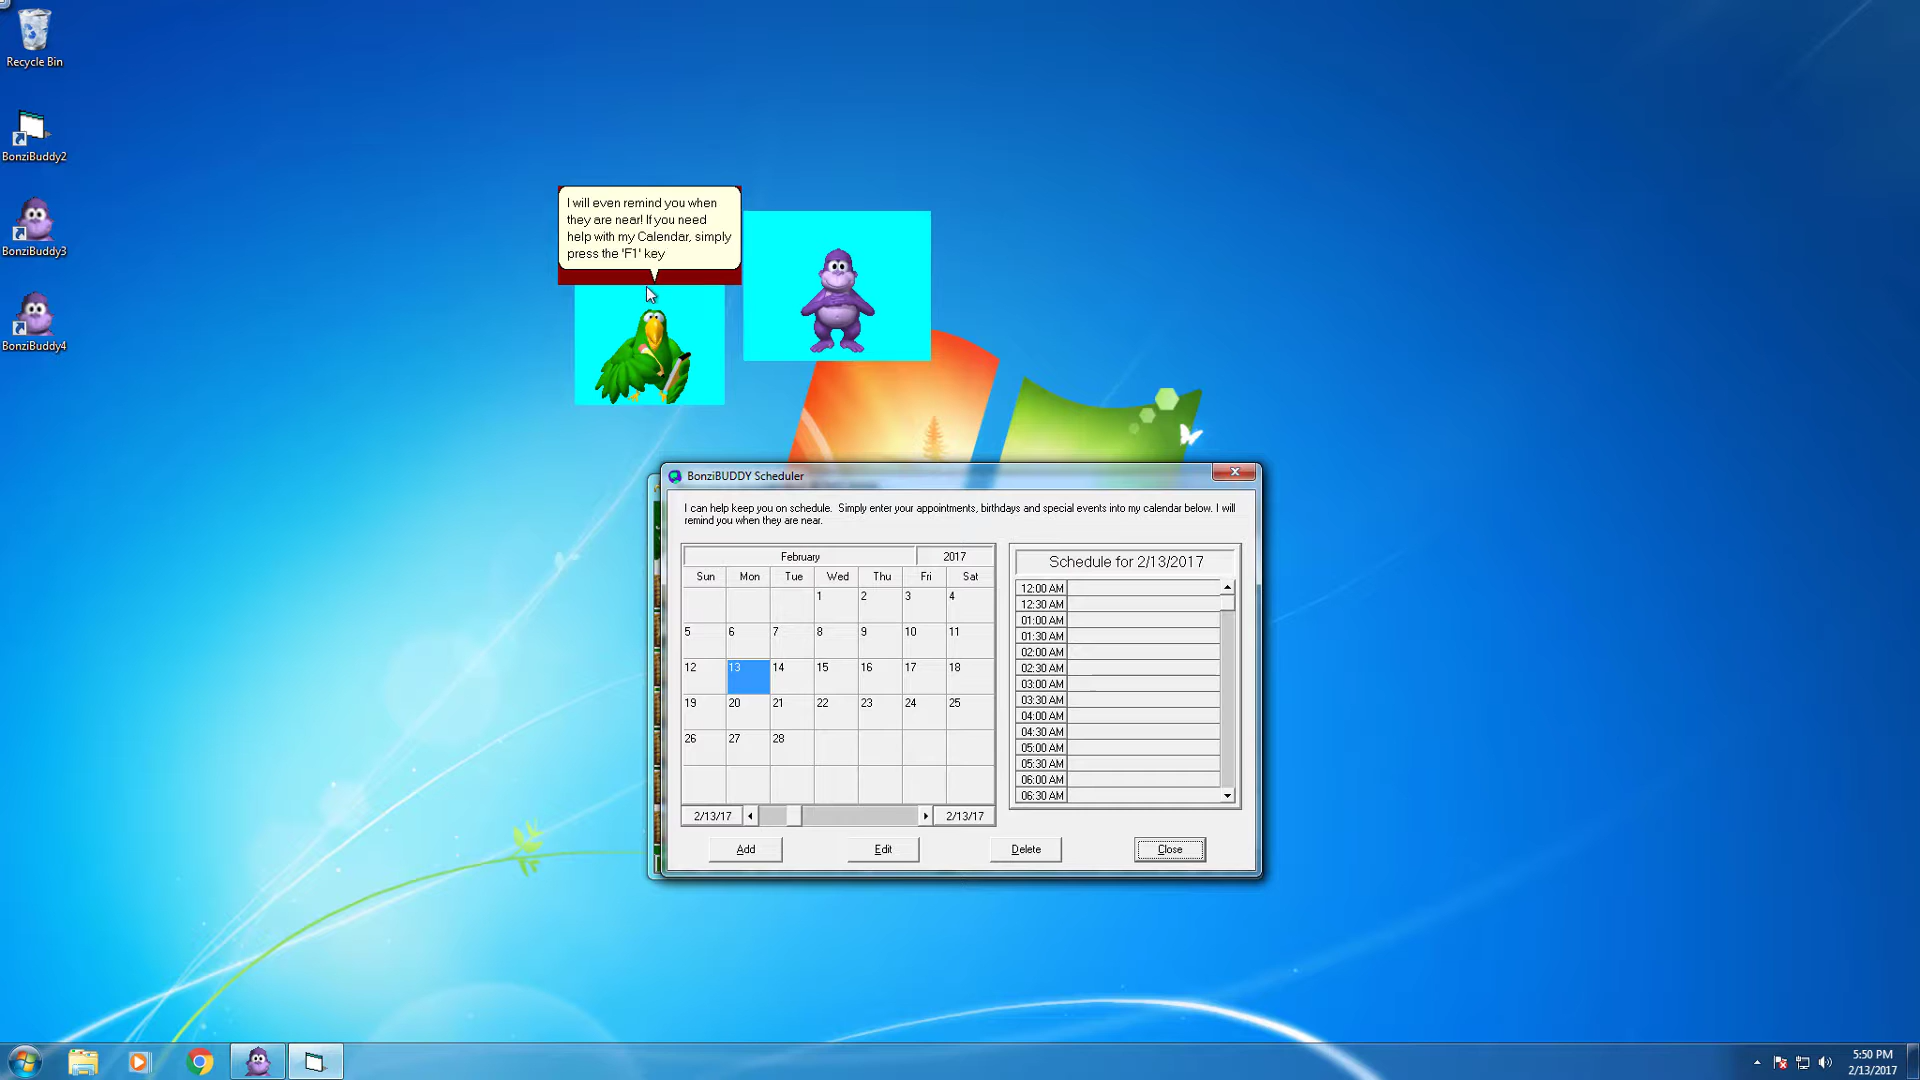 Recycle Bin
BonziBuddy2
BonziBuddy3
BonziBuddy4
I will even remind you when
they are near! If you need
help with my Calendar, simply
press the 'F1' key
BonziBUDDY Scheduler
I can help keep you on schedule. Simply enter your appointments, birthdays and special events into my calendar below. I will
remind you when they are near.
February 2017
Sun Mon Tue Wed Thu Fri Sat
1 2 3 4
5 6 7 8 9 10 11
12 13 14 15 16 17 18
19 20 21 22 23 24 25
26 27 28
2/13/17 2/13/17
Schedule for 2/13/2017
12:00 AM
12:30 AM
01:00 AM
01:30 AM
02:00 AM
02:30 AM
03:00 AM
03:30 AM
04:00 AM
04:30 AM
05:00 AM
05:30 AM
06:00 AM
06:30 AM
Add Edit Delete Close
5:50 PM
2/13/2017